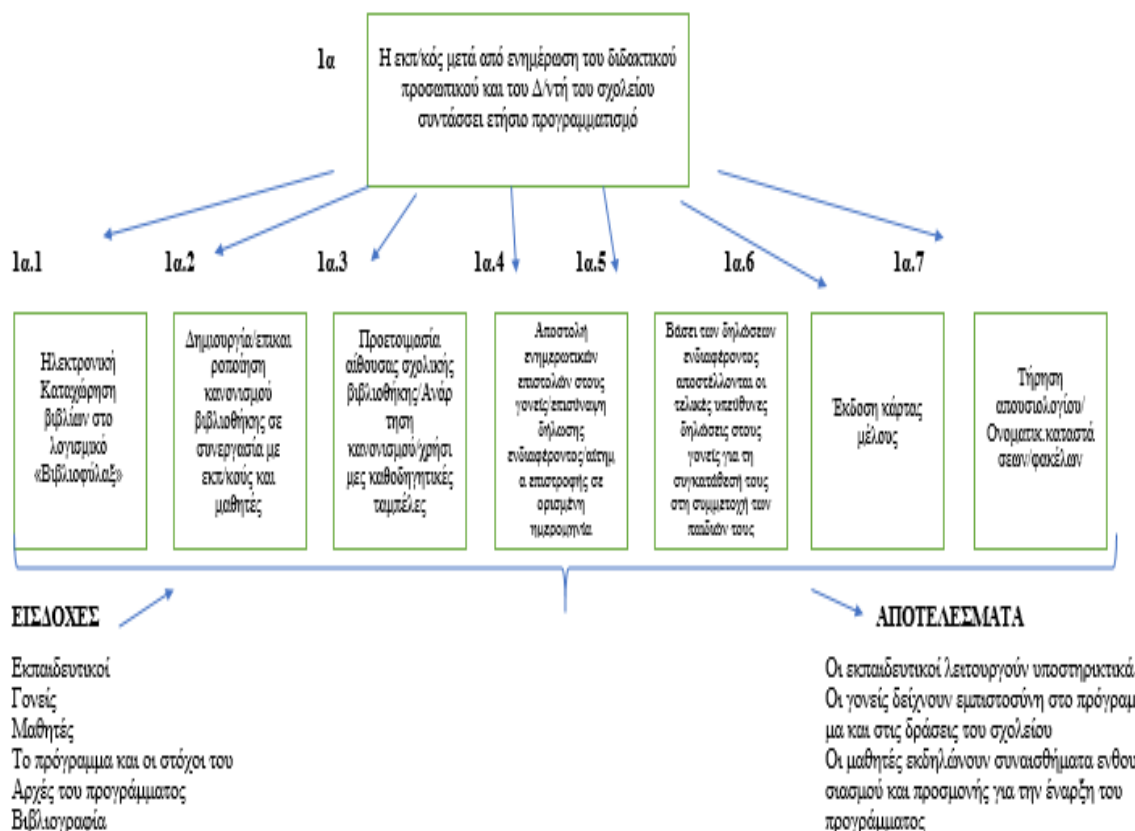 1α
Η εκπ/κός μετά από ενημέρωση του διδακτικού
προσωπικού και του Δ/ντή του σχολείου
συντάσσει ετήσιο προγραμματισμό
1α.1
1α.2
1α.3
1α.4
1α.5
1α.6
1α.7
Ηλεκτρονική
Καταχώρηση
βιβλίων στο
λογισμικό
«Βιβλιοφύλαξ»
Δημιουργία/επικαι
ροποίηση
κανονισμού
βιβλιοθήκης σε
συνεργασία με
εκπ/κούς και
μαθητές
Προετοιμασία
αίθουσας σχολικής
βιβλιοθήκης/Ανάρ
τηση
κανονισμού/χρήσι
μες καθοδηγητικές
ταμπέλες
Αποστολή
ενημερωτικών
επιστολών στους
γονείς/επισύναψη
δήλωσης
ενδιαφέροντος/αίτημ
α επιστροφής σε
ορισμένη
ημερομηνία
Βάσει των δηλώσεων
ενδιαφέροντος
αποστέλλονται οι
τελικές υπεύθυνες
δηλώσεις στους
γονείς για τη
συγκατάθεσή τους
στη συμμετοχή των
παιδιών τους
Έκδοση κάρτας
μέλους
Τήρηση
απουσιολογίου/
Ονοματικ.καταστά
σεων/φακέλων
ΕΙΣΔΟΧΕΣ
Εκπαιδευτικοί
Γονείς
Μαθητές
Το πρόγραμμα και οι στόχοι του
Αρχές του προγράμματος
Βιβλιογραφία
ΑΠΟΤΕΛΕΣΜΑΤΑ
Οι εκπαιδευτικοί λειτουργούν υποστηρικτικά
Οι γονείς δείχνουν εμπιστοσύνη στο πρόγραμ
μα και στις δράσεις του σχολείου
Οι μαθητές εκδηλώνουν συναισθήματα ενθου
σιασμού και προσμονής για την έναρξη του
προγράμματος